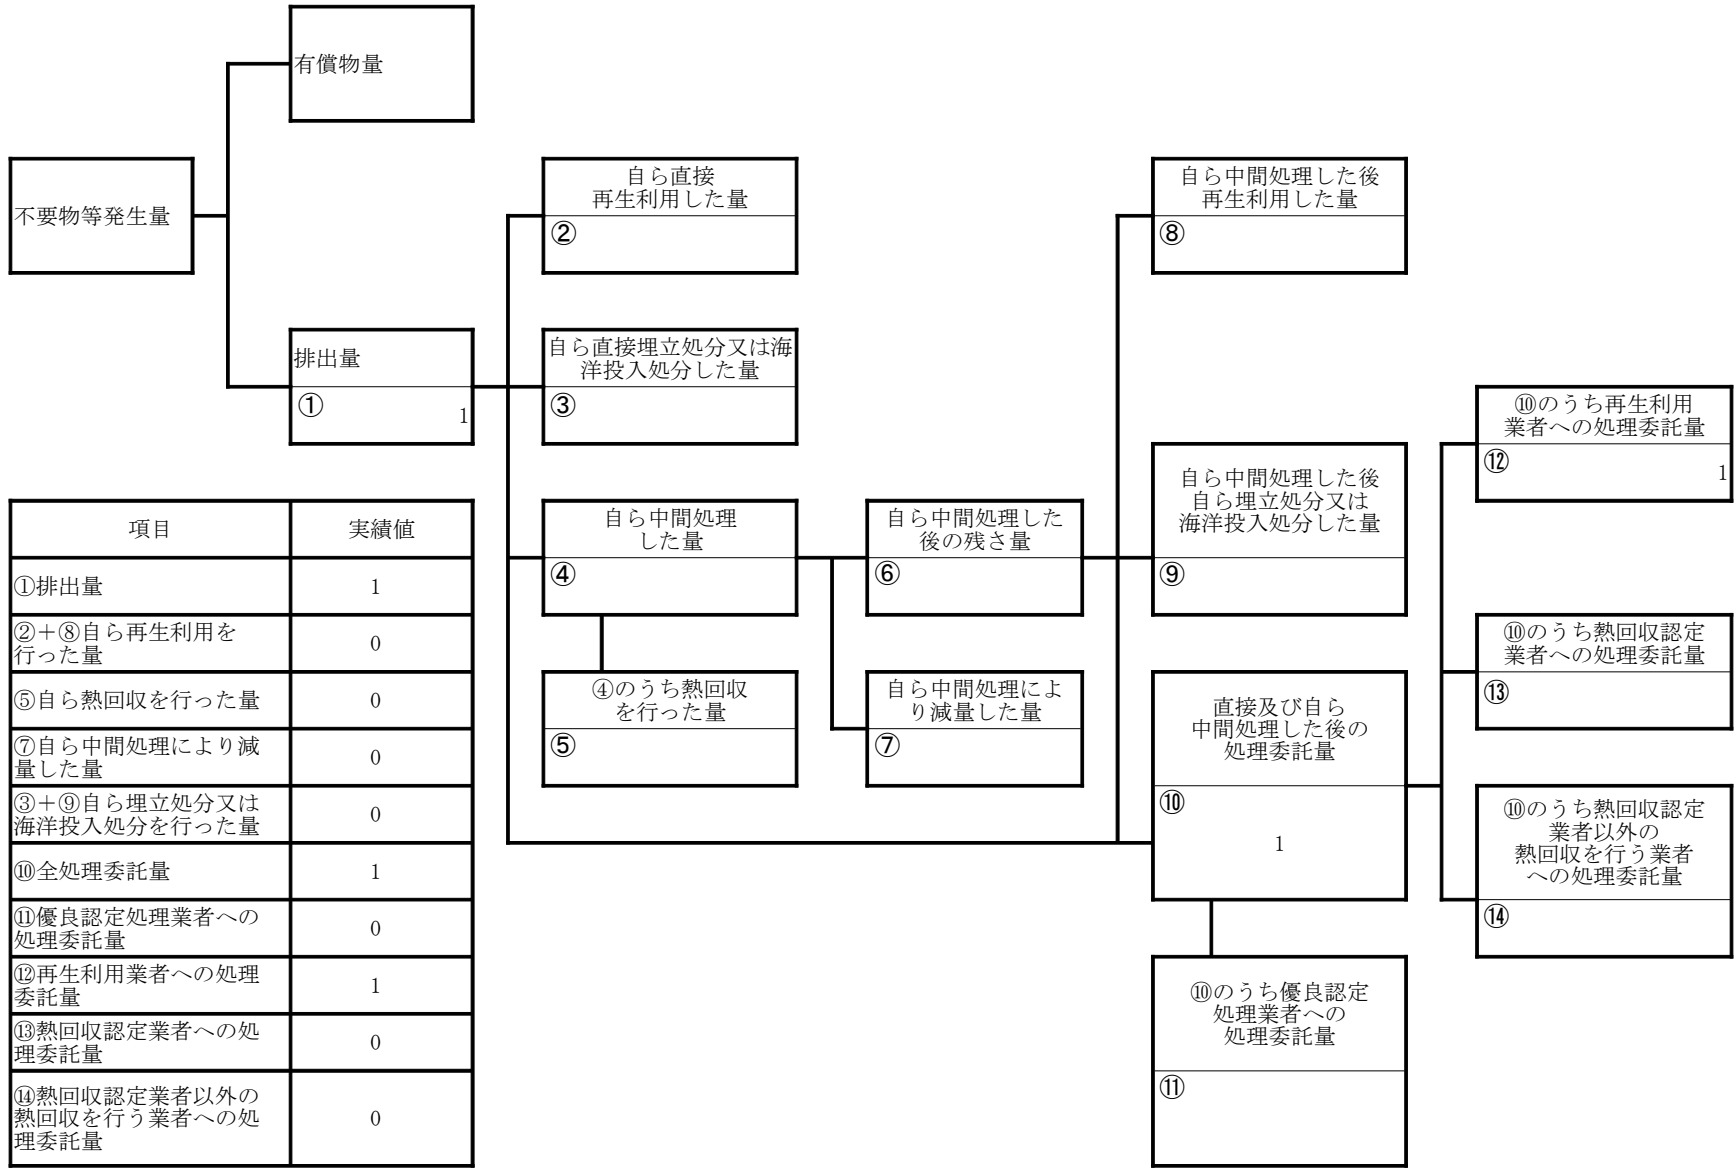 有償物量
不要物等発生量
排出量
①
1
自ら直接
再生利用した量
②
自ら直接埋立処分又は海
洋投入処分した量
③
自ら中間処理
した量
④
④のうち熱回収
を行った量
⑤
自ら中間処理した
後の残さ量
⑥
自ら中間処理によ
り減量した量
⑦
自ら中間処理した後
再生利用した量
⑧
自ら中間処理した後
自ら埋立処分又は
海洋投入処分した量
⑨
直接及び自ら
中間処理した後の
処理委託量
⑩
1
⑩のうち優良認定
処理業者への
処理委託量
⑪
⑩のうち再生利用
業者への処理委託量
⑫
1
⑩のうち熱回収認定
業者への処理委託量
⑬
⑩のうち熱回収認定
業者以外の
熱回収を行う業者
への処理委託量
⑭
項目 実績値
①排出量 1
②+⑧自ら再生利用を
行った量 0
⑤自ら熱回収を行った量 0
⑦自ら中間処理により減
量した量 0
③+⑨自ら埋立処分又は
海洋投入処分を行った量 0
⑩全処理委託量 1
⑪優良認定処理業者への
処理委託量 0
⑫再生利用業者への処理
委託量 1
⑬熱回収認定業者への処
理委託量 0
⑭熱回収認定業者以外の
熱回収を行う業者への処
理委託量 0